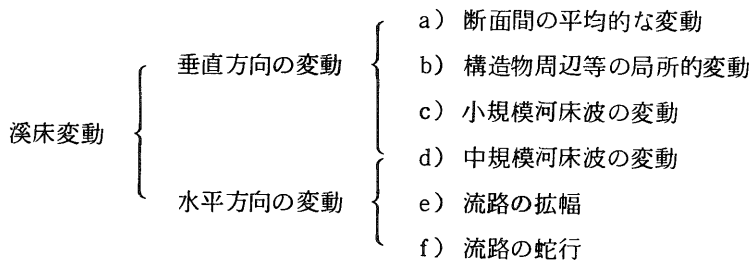 a) 断面間の平均的な変動
垂直方向の変動
b) 構造物周辺等の局所的変動
c) 小規模河床波の変動
溪床変動
d) 中規模河床波の変動
水平方向の変動
e) 流路の拡幅
f) 流路の蛇行